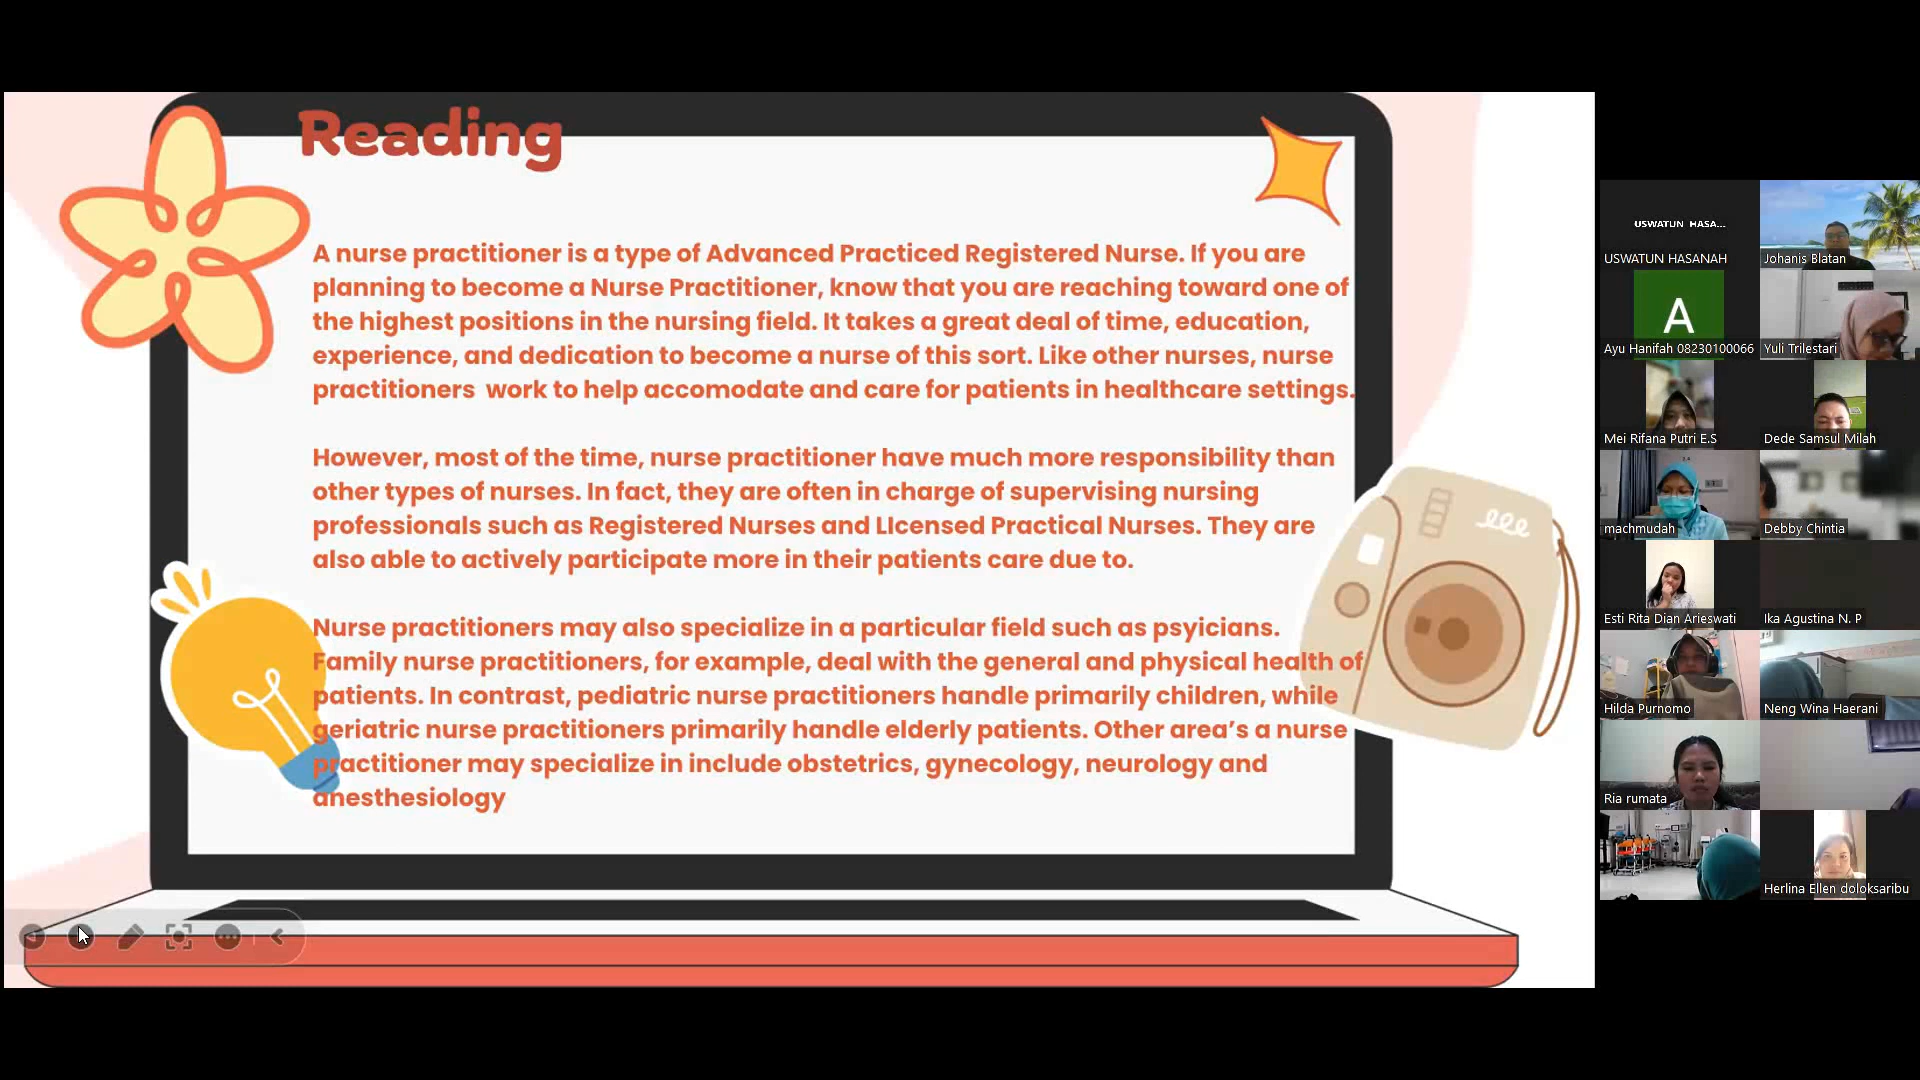 Reading
A nurse practitioner is a type of Advanced Practiced Registered Nurse. If you are
planning to become a Nurse Practitioner, know that you are reaching toward one of
the highest positions in the nursing field. It takes a great deal of time, education,
experience, and dedication to become a nurse of this sort. Like other nurses, nurse
practitioners  work to help accomodate and care for patients in healthcare settings.
However, most of the time, nurse practitioner have much more responsibility than
other types of nurses. In fact, they are often in charge of supervising nursing
professionals such as Registered Nurses and LIcensed Practical Nurses. They are
also able to actively participate more in their patients care due to.
Nurse practitioners may also specialize in a particular field such as psyicians.
Family nurse practitioners, for example, deal with the general and physical health of
patients. In contrast, pediatric nurse practitioners handle primarily children, while
geriatric nurse practitioners primarily handle elderly patients. Other area’s a nurse
practitioner may specialize in include obstetrics, gynecology, neurology and
anesthesiology
USWATUN HASA...
USWATUN HASANAH
Johanis Blatan
A
Ayu Hanifah 08230100066
Yuli Trilestari
Mei Rifana Putri E.S
Dede Samsul Milah
machmudah
Debby Chintia
Esti Rita Dian Arieswati
Ika Agustina N. P
Hilda Purnomo
Neng Wina Haerani
Ria rumata
Herlina Ellen doloksaribu